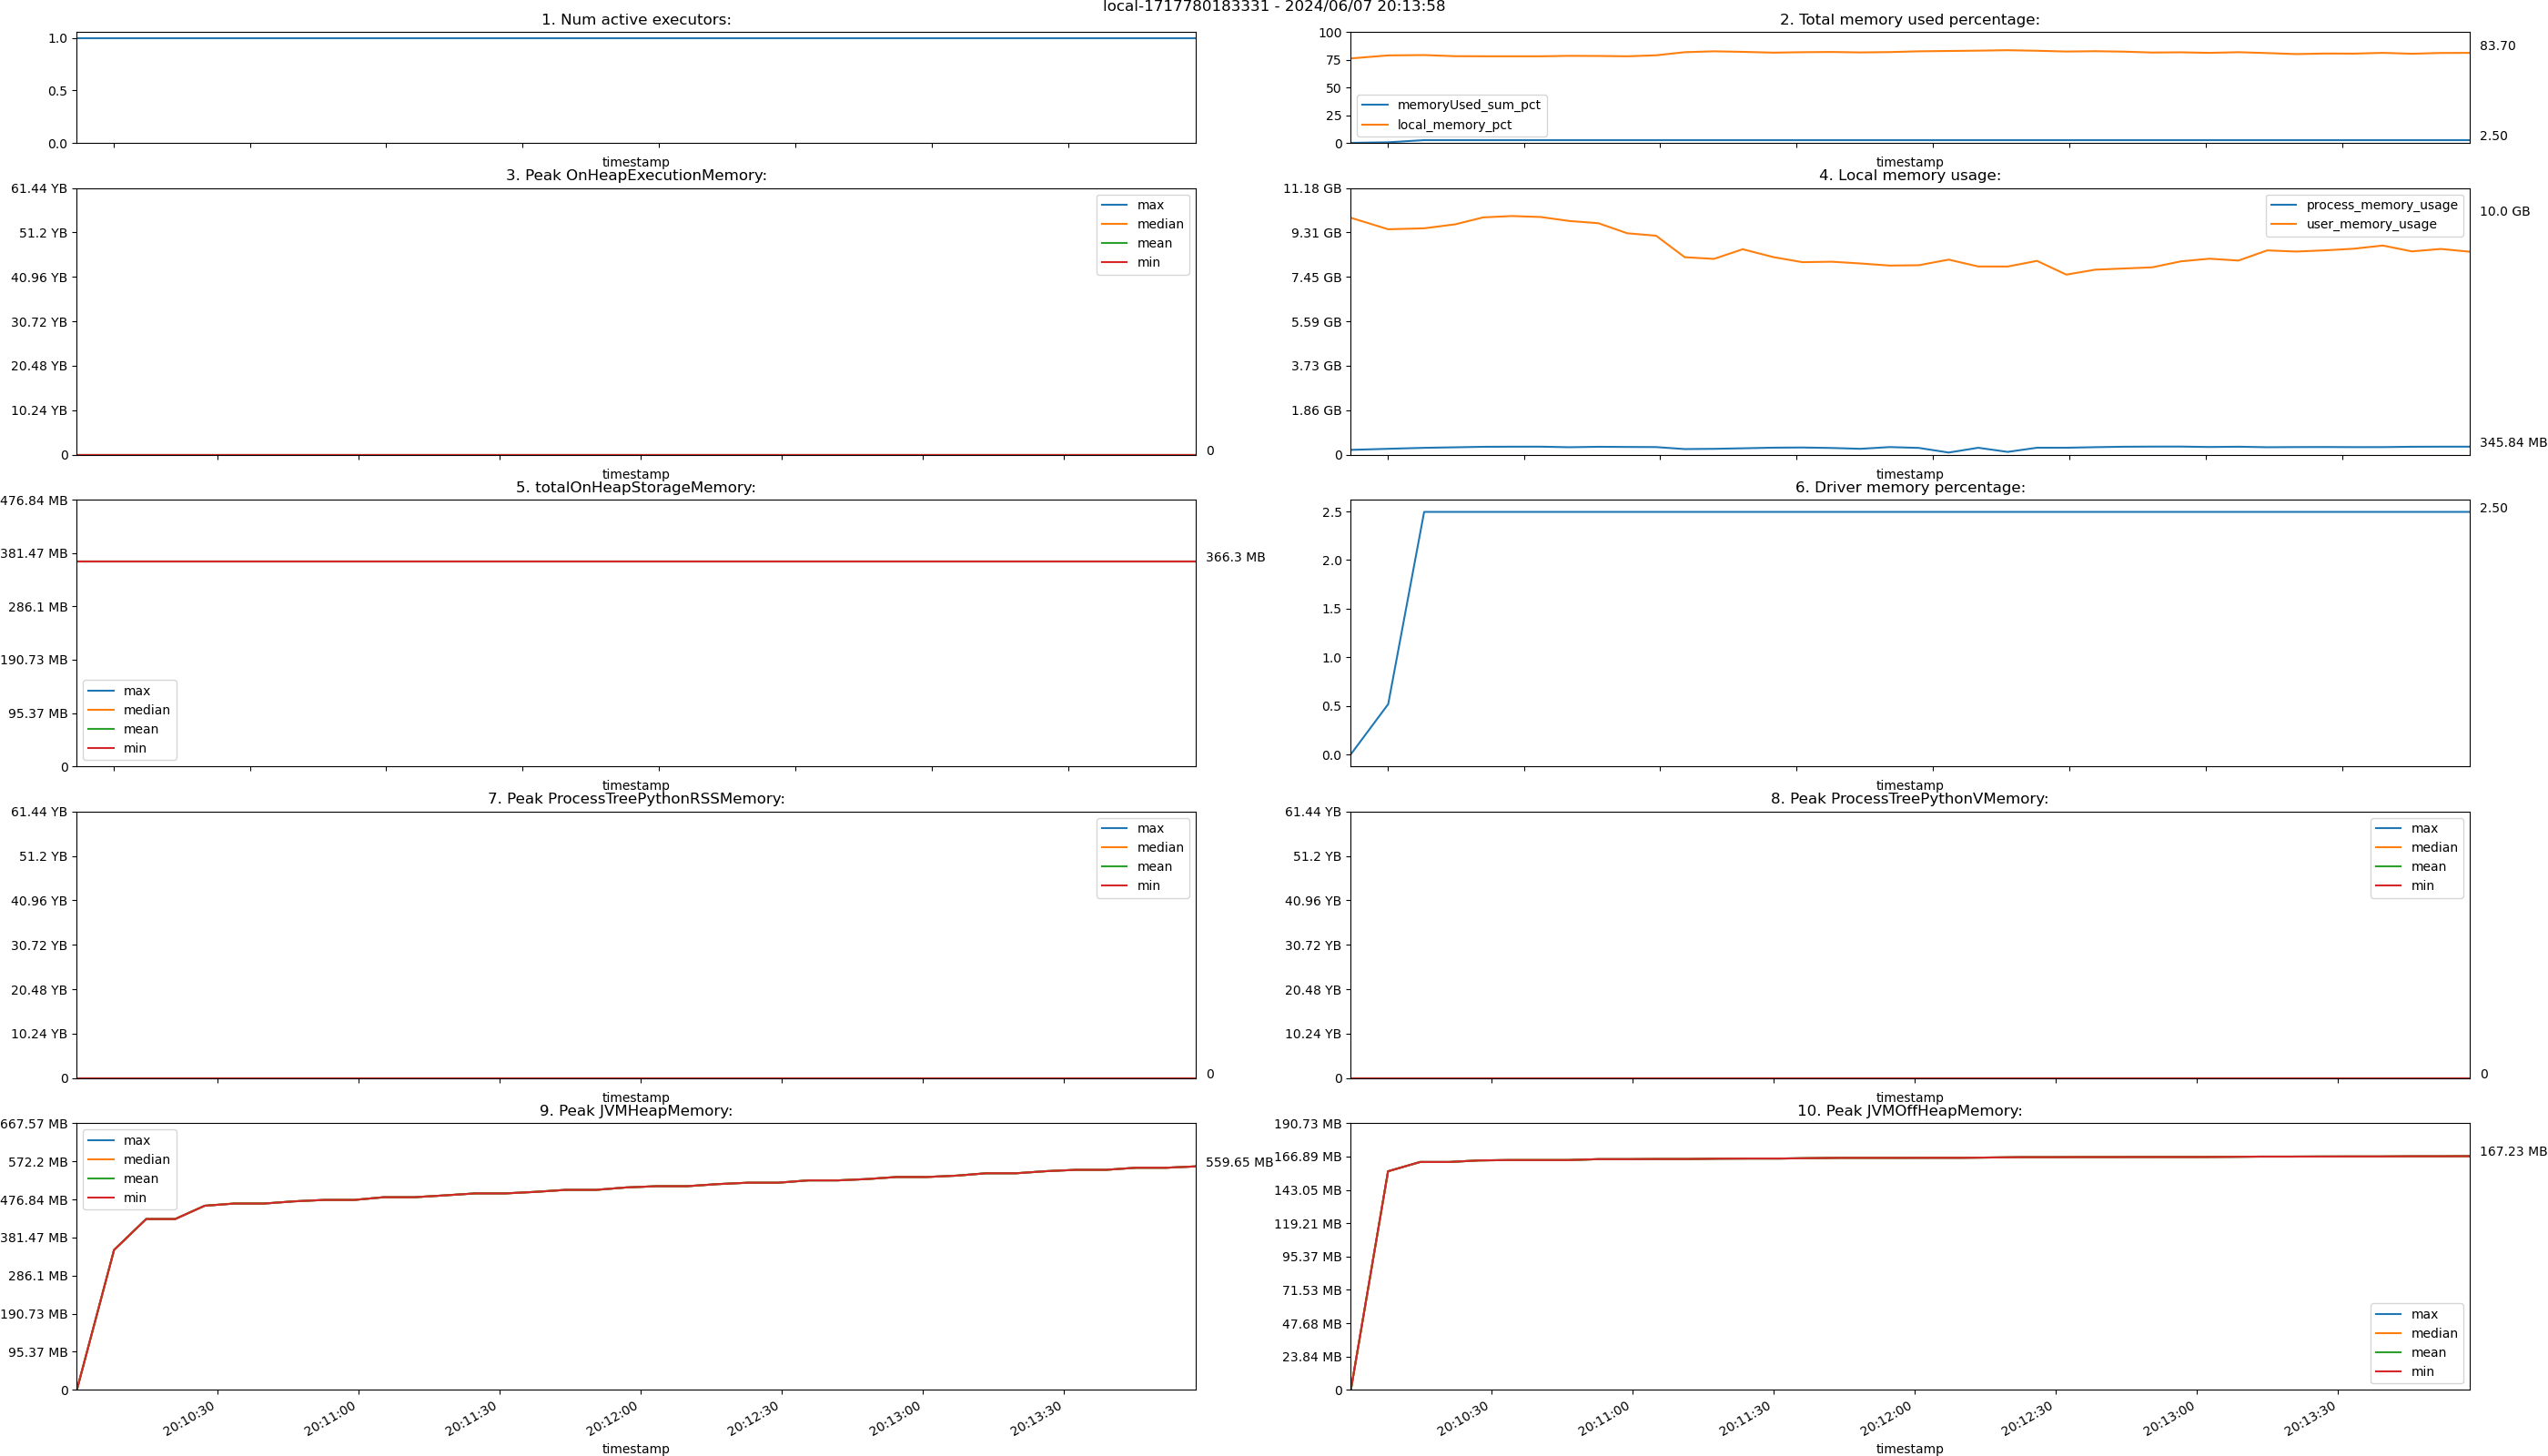 local-1717780183331 - 2024/06/07 20:13:58
1. Num active executors:
1.0
0.5
0.0
timestamp
2. Total memory used percentage:
100
75
50
25
0
memoryUsed_sum_pct
local_memory_pct
83.70
2.50
timestamp
3. Peak OnHeapExecutionMemory:
61.44 YB
51.2 YB
40.96 YB
30.72 YB
20.48 YB
10.24 YB
0
max
median
mean
min
0
timestamp
4. Local memory usage:
11.18 GB
9.31 GB
7.45 GB
5.59 GB
3.73 GB
1.86 GB
0
process_memory_usage
user_memory_usage
10.0 GB
345.84 MB
timestamp
5. totalOnHeapStorageMemory:
476.84 MB
381.47 MB
286.1 MB
190.73 MB
95.37 MB
0
max
median
mean
min
366.3 MB
timestamp
6. Driver memory percentage:
2.5
2.0
1.5
1.0
0.5
0.0
2.50
timestamp
7. Peak ProcessTreePythonRSSMemory:
61.44 YB
51.2 YB
40.96 YB
30.72 YB
20.48 YB
10.24 YB
0
max
median
mean
min
0
timestamp
8. Peak ProcessTreePythonVMemory:
61.44 YB
51.2 YB
40.96 YB
30.72 YB
20.48 YB
10.24 YB
0
max
median
mean
min
0
timestamp
9. Peak JVMHeapMemory:
667.57 MB
572.2 MB
476.84 MB
381.47 MB
286.1 MB
190.73 MB
95.37 MB
0
max
median
mean
min
559.65 MB
20:10:30
20:11:00
20:11:30
20:12:00
20:12:30
20:13:00
20:13:30
timestamp
10. Peak JVMOffHeapMemory:
190.73 MB
166.89 MB
143.05 MB
119.21 MB
95.37 MB
71.53 MB
47.68 MB
23.84 MB
0
max
median
mean
min
167.23 MB
20:10:30
20:11:00
20:11:30
20:12:00
20:12:30
20:13:00
20:13:30
timestamp